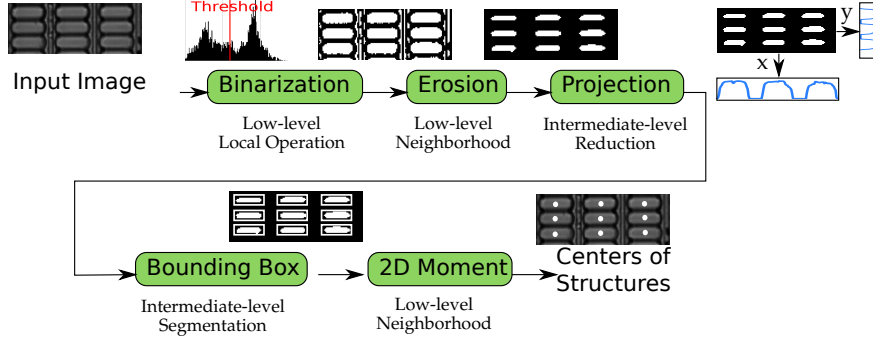 Threshold
Input Image
Binarization
Erosion
Projection
y
x
Low-level
Local Operation
Low-level
Neighborhood
Intermediate-level
Reduction
Bounding Box
2D Moment
Centers of
Structures
Intermediate-level
Segmentation
Low-level
Neighborhood